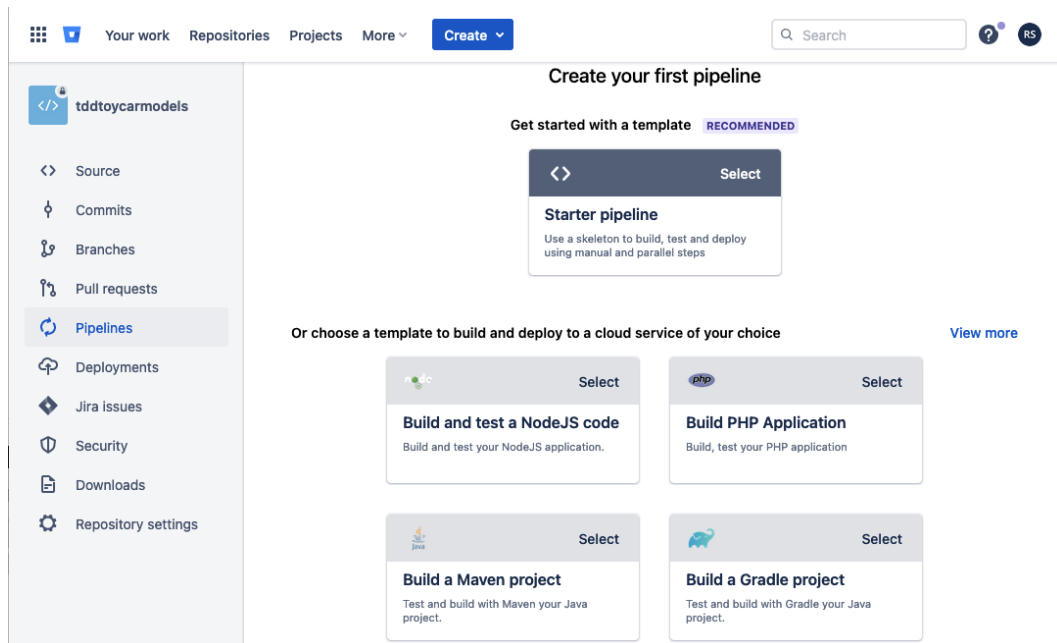 Your work Repositories Projects More Create Search ? RS
tddtoycarmodels
Source
Commits
Branches
Pull requests
Pipelines
Deployments
Jira issues
Security
Downloads
Repository settings
Create your first pipeline
Get started with a template RECOMMENDED
Select
Starter pipeline
Use a skeleton to build, test and deploy
using manual and parallel steps
Or choose a template to build and deploy to a cloud service of your choice View more
node Select
Build and test a NodeJS code
Build and test your NodeJS application.
php Select
Build PHP Application
Build, test your PHP application
Java Select
Build a Maven project
Test and build with Maven your Java
project.
Select
Build a Gradle project
Test and build with Gradle your Java
project.